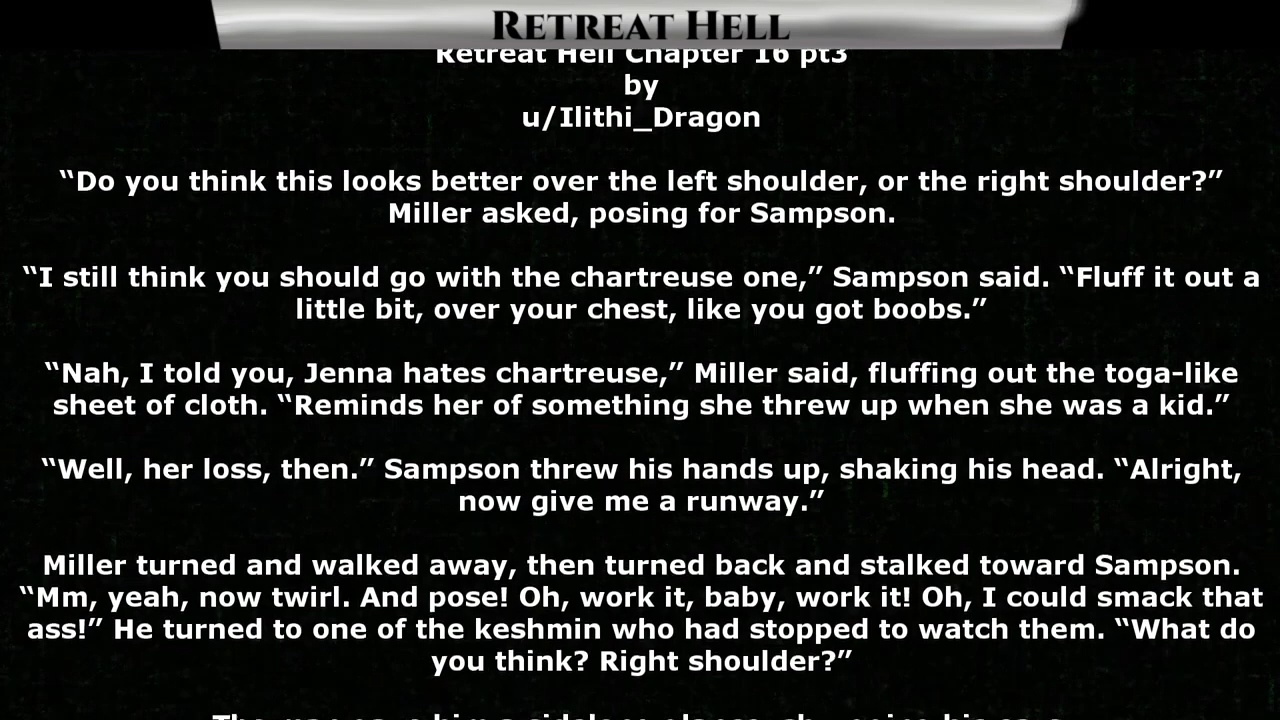 RETREAT HELL
Retreat Hell Chapter 16 pt3
by
u/Ilithi_Dragon
“Do you think this looks better over the left shoulder, or the right shoulder?”
Miller asked, posing for Sampson.
“I still think you should go with the chartreuse one,” Sampson said. “Fluff it out a
little bit, over your chest, like you got boobs.”
“Nah, I told you, Jenna hates chartreuse,” Miller said, fluffing out the toga-like
sheet of cloth. “Reminds her of something she threw up when she was a kid.”
“Well, her loss, then.” Sampson threw his hands up, shaking his head. “Alright,
now give me a runway.”
Miller turned and walked away, then turned back and stalked toward Sampson.
“Mm, yeah, now twirl. And pose! Oh, work it, baby, work it! Oh, I could smack that
ass!” He turned to one of the keshmin who had stopped to watch them. “What do
you think? Right shoulder?”